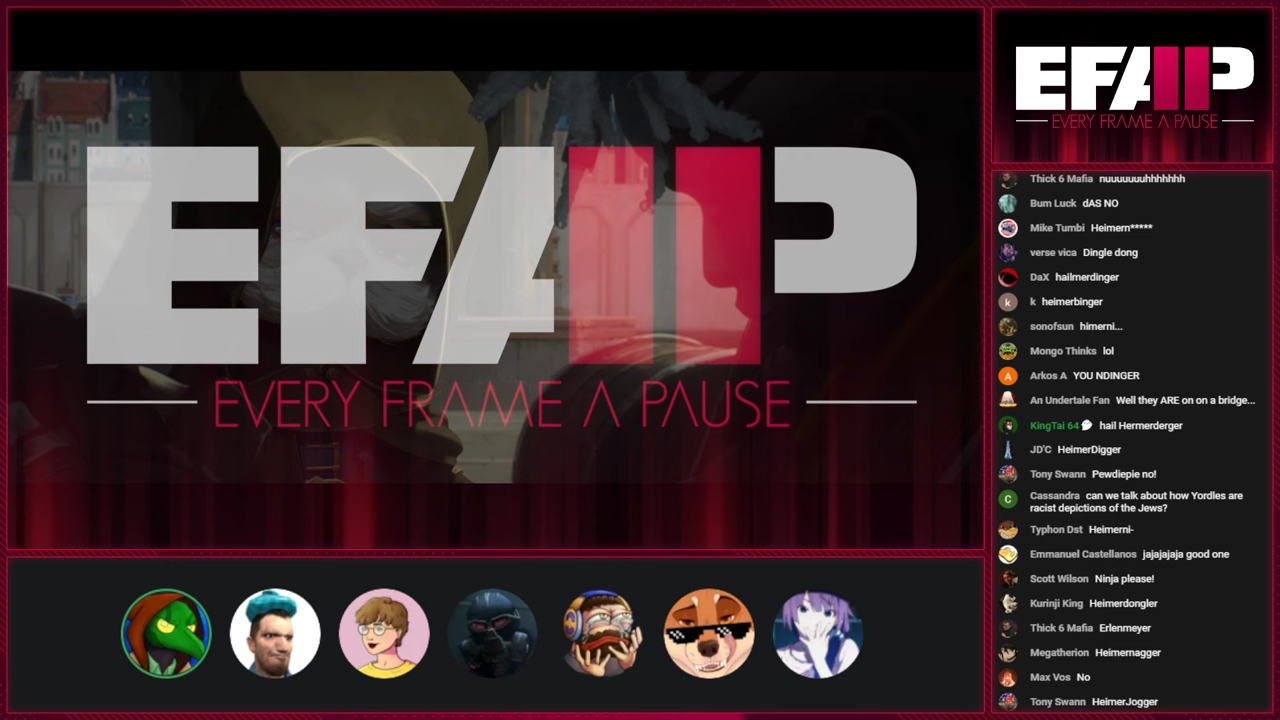 EFAP
EVERY FRAME A PAUSE
EFAP
EVERY FRAME A PAUSE
Thick 6 Mafia nuuuuuuuhhhhhhh
Bum Luck dAS NO
Mike Tumbi Heimern*****
verse vica Dingle dong
DaX hailmerdinger
k k heimerbinger
sonofsun himerni...
Mongo Thinks lol
A Arkos A YOU NDINGER
An Undertale Fan Well they ARE on on a bridge...
KingTai 64 hail Hermerderger
JD'C HeimerDigger
Tony Swann Pewdiepie no!
C Cassandra can we talk about how Yordles are
racist depictions of the Jews?
Typhon Dst Heimerni-
Emmanuel Castellanos jajajajaja good one
Scott Wilson Ninja please!
Kurinji King Heimerdongler
Thick 6 Mafia Erlenmeyer
Megatherion Heimernagger
Max Vos No
Tony Swann HeimerJogger